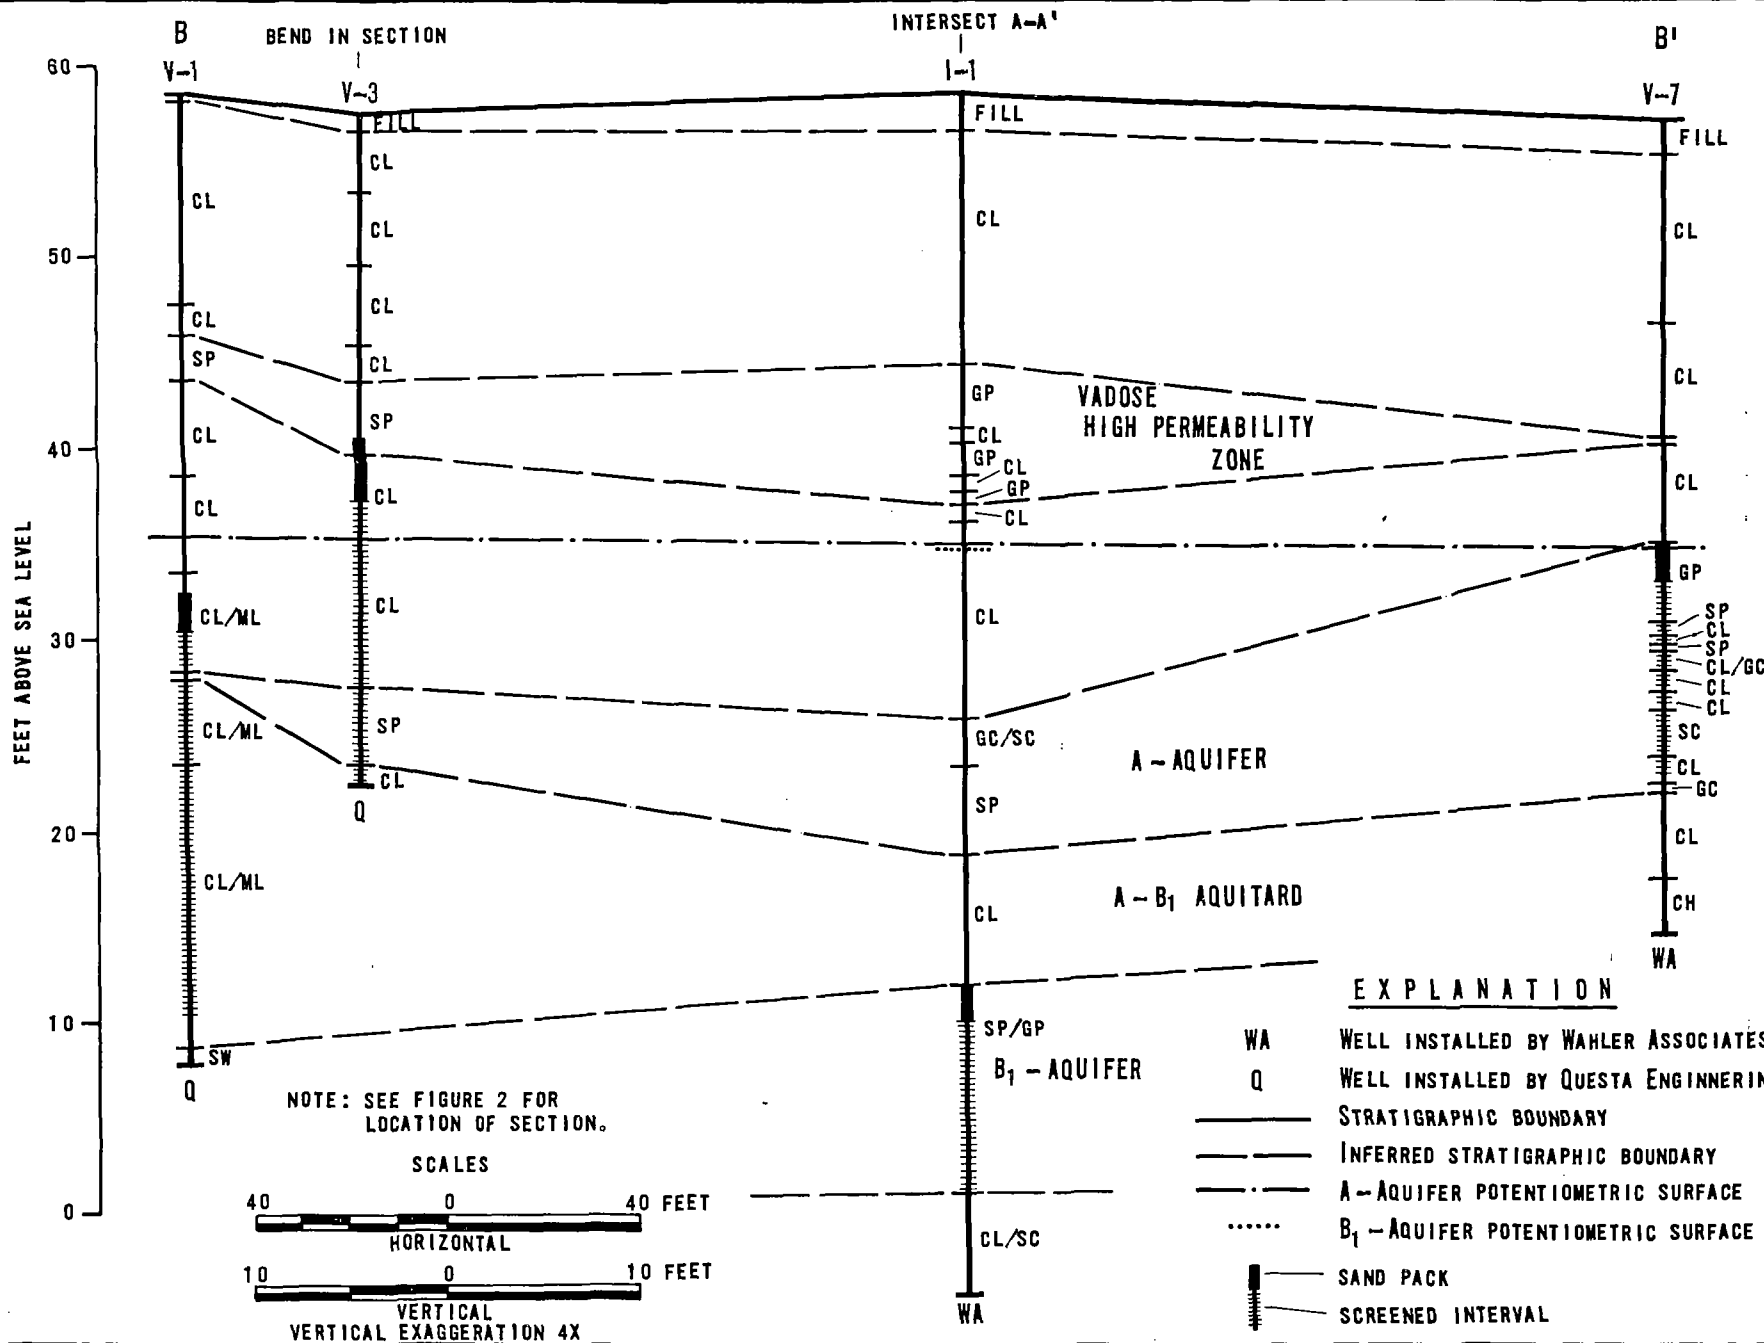 B
BEND IN SECTION
INTERSECT A-A'
B'
V-1
V-3
I-1
V-7
60
50
40
30
20
10
0
FEET ABOVE SEA LEVEL
CL
CL
SP
CL
CL
CL/ML
CL/ML
CL/ML
SW
Q
FILL
CL
CL
CL
CL
SP
CL
CL
SP
CL
Q
FILL
CL
GP
CL
GP
CL
GP
CL
CL
GC/SC
SP
CL
SP/GP
CL/SC
WA
VADOSE
HIGH PERMEABILITY
ZONE
A-AQUIFER
A-B1 AQUITARD
B1-AQUIFER
FILL
CL
CL
CL
GP
SP
CL
SP
CL/GC
CL
CL
SC
CL
GC
CL
CH
WA
NOTE: SEE FIGURE 2 FOR
LOCATION OF SECTION.
SCALES
40 0 40 FEET
HORIZONTAL
10 0 10 FEET
VERTICAL
VERTICAL EXAGGERATION 4X
EXPLANATION
WA WELL INSTALLED BY WAHLER ASSOCIATES
Q WELL INSTALLED BY QUESTA ENGINNERIN
STRATIGRAPHIC BOUNDARY
INFERRED STRATIGRAPHIC BOUNDARY
A-AQUIFER POTENTIOMETRIC SURFACE
B1-AQUIFER POTENTIOMETRIC SURFACE
SAND PACK
SCREENED INTERVAL